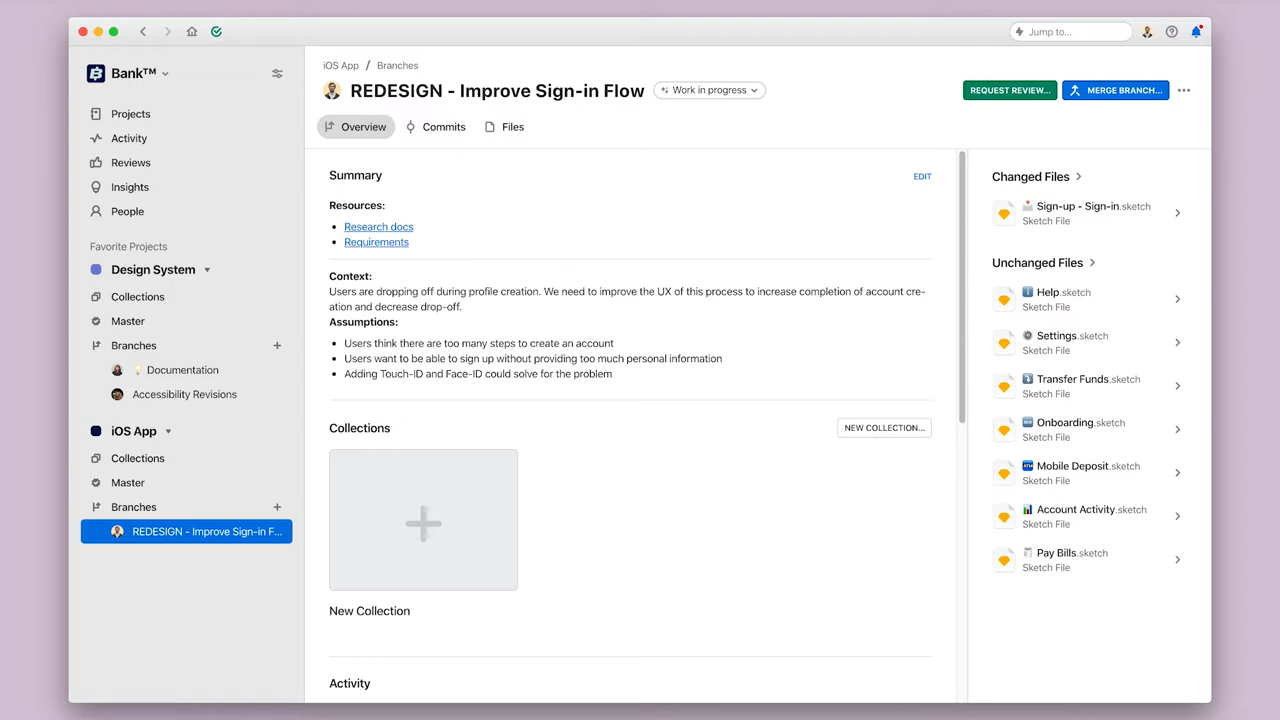 Jump to...
Bank™
Projects
Activity
Reviews
Insights
People
Favorite Projects
Design System
Collections
Master
Branches
Documentation
Accessibility Revisions
iOS App
Collections
Master
Branches
REDESIGN - Improve Sign-in F...
iOS App / Branches
REDESIGN - Improve Sign-in Flow
Work in progress
REQUEST REVIEW...
MERGE BRANCH...
Overview
Commits
Files
Summary
EDIT
Resources:
• Research docs
• Requirements
Context:
Users are dropping off during profile creation. We need to improve the UX of this process to increase completion of account cre-
ation and decrease drop-off.
Assumptions:
• Users think there are too many steps to create an account
• Users want to be able to sign up without providing too much personal information
• Adding Touch-ID and Face-ID could solve for the problem
Collections
NEW COLLECTION...
New Collection
Activity
Changed Files
Sign-up - Sign-in.sketch
Sketch File
Unchanged Files
Help.sketch
Sketch File
Settings.sketch
Sketch File
Transfer Funds.sketch
Sketch File
Onboarding.sketch
Sketch File
Mobile Deposit.sketch
Sketch File
Account Activity.sketch
Sketch File
Pay Bills.sketch
Sketch File